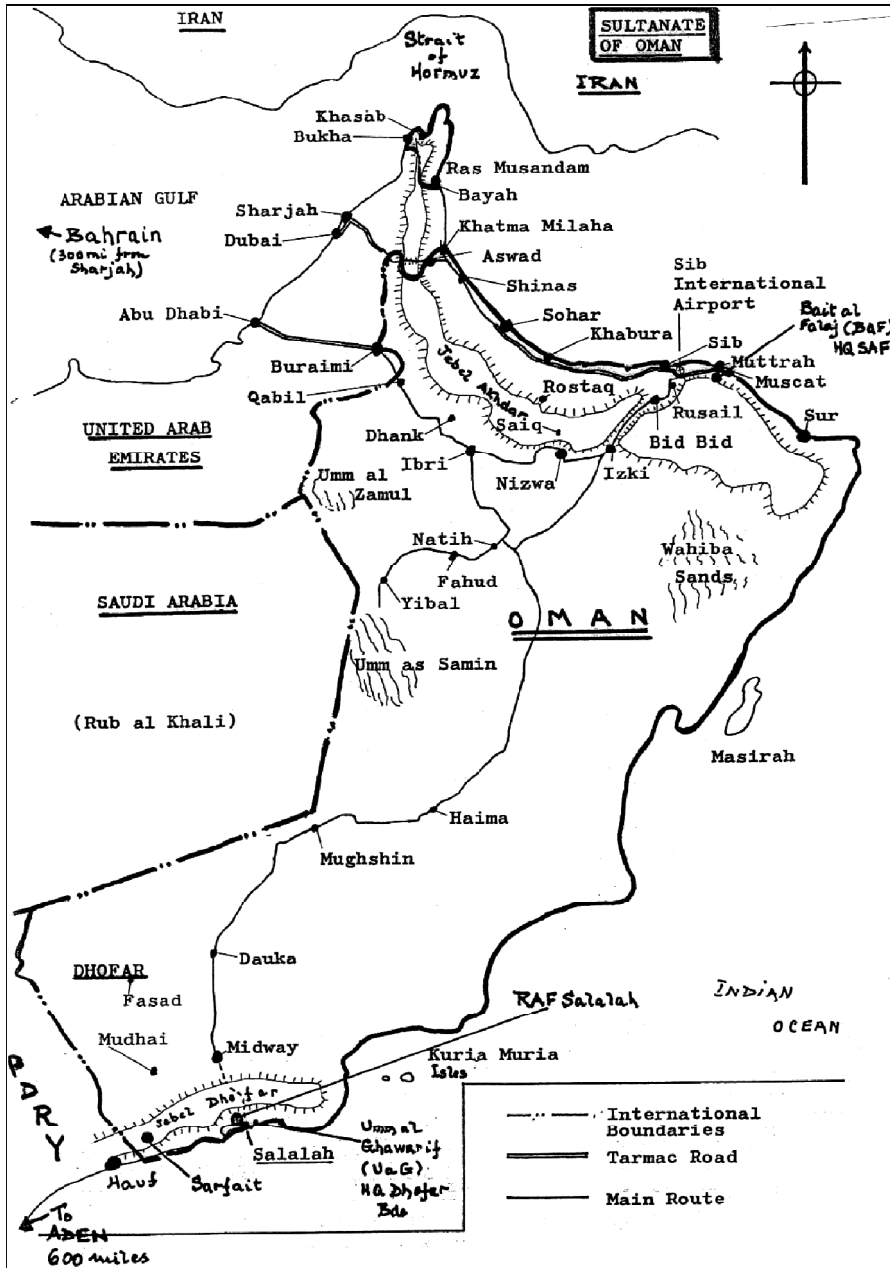 IRAN
SULTANATE
OF OMAN
Strait
of
Hormuz
IRAN
Khasab
Bukha
Ras Musandam
Bayah
ARABIAN GULF
Sharjah
Bahrain
(300mi from
Sharjah)
Dubai
Khatma Milaha
Aswad
Shinas
Sib
International
Airport
Abu Dhabi
Sohar
Bait al
Falaj (BaF)
HQ SAF
Khabura
Sib
Buraimi
Muttrah
Jebel Akhdar
Muscat
Qabil
Rostaq
Rusail
Dhank
Saiq
Sur
UNITED ARAB
EMIRATES
Bid Bid
Ibri
Umm al
Zamul
Nizwa
Izki
Natih
Wahiba
Sands
Fahud
Yibal
SAUDI ARABIA
OMAN
Umm as Samin
(Rub al Khali)
Masirah
Haima
Mughshin
Dauka
DHOFAR
Fasad
RAF Salalah
INDIAN
OCEAN
Mudhai
Midway
Kuria Muria
Isles
PDRY
Jebel Dhofar
Umm al
Ghawarif
(UaG)
HQ Dhofar
Bde
International
Boundaries
Salalah
Tarmac Road
Hauf
Sarfait
Main Route
To
ADEN
600 miles